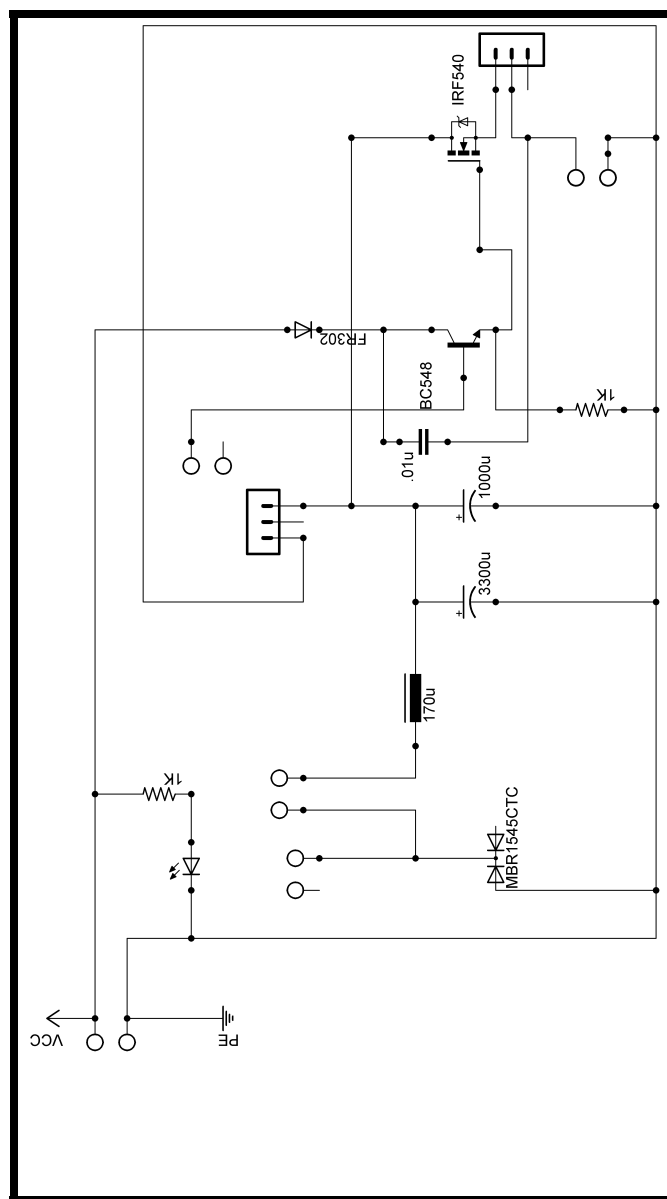 IRF540
FR302
BC548
1K
.01u
1000u
+
3300u
+
170u
1K
MBR1545CTC
VCC
PE